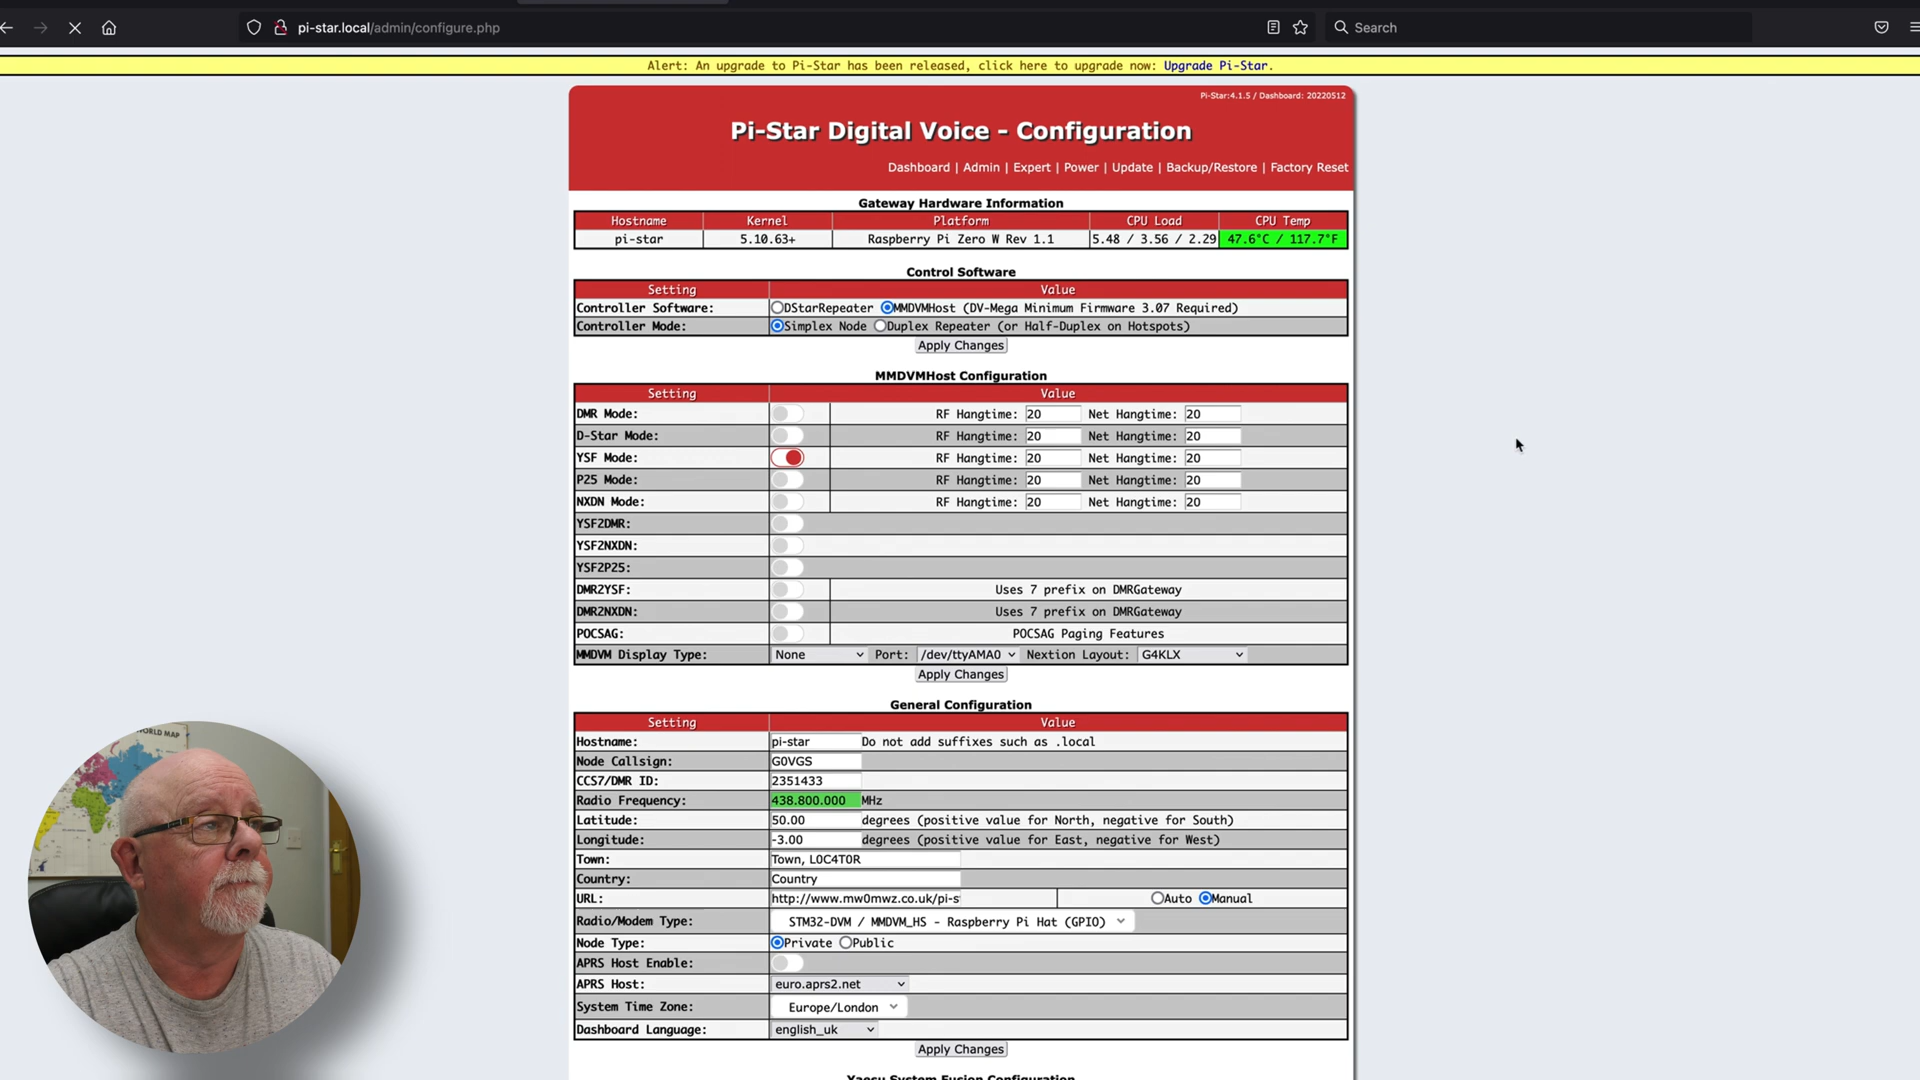 pi-star.local/admin/configure.php
Search
Alert: An upgrade to Pi-Star has been released, click here to upgrade now: Upgrade Pi-Star.
Pi-Star:4.1.5 / Dashboard: 20220512
Pi-Star Digital Voice - Configuration
Dashboard | Admin | Expert | Power | Update | Backup/Restore | Factory Reset
Gateway Hardware Information
Hostname Kernel Platform CPU Load CPU Temp
pi-star 5.10.63+ Raspberry Pi Zero W Rev 1.1 5.48 / 3.56 / 2.29 47.6°C / 117.7°F
Control Software
Setting Value
Controller Software: DStarRepeater MMDVMHost (DV-Mega Minimum Firmware 3.07 Required)
Controller Mode: Simplex Node Duplex Repeater (or Half-Duplex on Hotspots)
Apply Changes
MMDVMHost Configuration
Setting Value
DMR Mode: RF Hangtime: 20 Net Hangtime: 20
D-Star Mode: RF Hangtime: 20 Net Hangtime: 20
YSF Mode: RF Hangtime: 20 Net Hangtime: 20
P25 Mode: RF Hangtime: 20 Net Hangtime: 20
NXDN Mode: RF Hangtime: 20 Net Hangtime: 20
YSF2DMR:
YSF2NXDN:
YSF2P25:
DMR2YSF: Uses 7 prefix on DMRGateway
DMR2NXDN: Uses 7 prefix on DMRGateway
POCSAG: POCSAG Paging Features
MMDVM Display Type: None Port: /dev/ttyAMA0 Nextion Layout: G4KLX
Apply Changes
General Configuration
Setting Value
Hostname: pi-star Do not add suffixes such as .local
Node Callsign: G0VGS
CCS7/DMR ID: 2351433
Radio Frequency: 438.800.000 MHz
Latitude: 50.00 degrees (positive value for North, negative for South)
Longitude: -3.00 degrees (positive value for East, negative for West)
Town: Town, L0C4T0R
Country: Country
URL: http://www.mw0mwz.co.uk/pi-s Auto Manual
Radio/Modem Type: STM32-DVM / MMDVM_HS - Raspberry Pi Hat (GPIO)
Node Type: Private Public
APRS Host Enable:
APRS Host: euro.aprs2.net
System Time Zone: Europe/London
Dashboard Language: english_uk
Apply Changes
Yaesu System Fusion Configuration
WORLD MAP